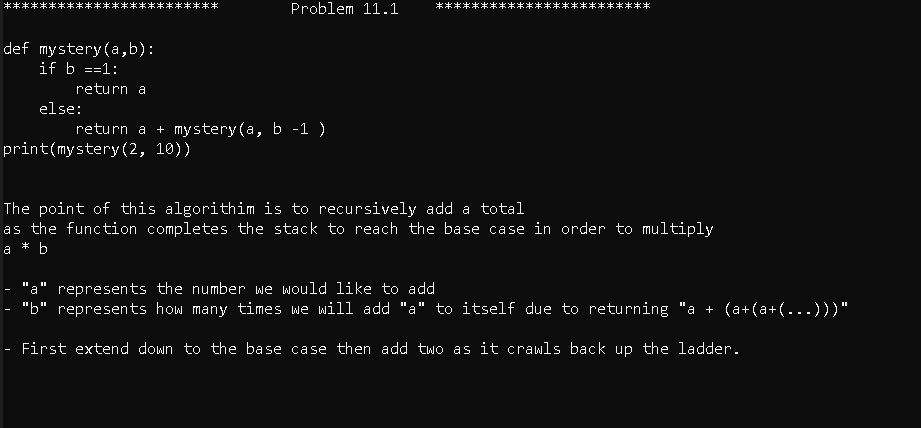 ************************        Problem 11.1    ************************
def mystery(a,b):
    if b ==1:
        return a
    else:
        return a + mystery(a, b -1 )
print(mystery(2, 10))
The point of this algorithim is to recursively add a total
as the function completes the stack to reach the base case in order to multiply
a * b
- "a" represents the number we would like to add
- "b" represents how many times we will add "a" to itself due to returning "a + (a+(a+(...)))"
- First extend down to the base case then add two as it crawls back up the ladder.